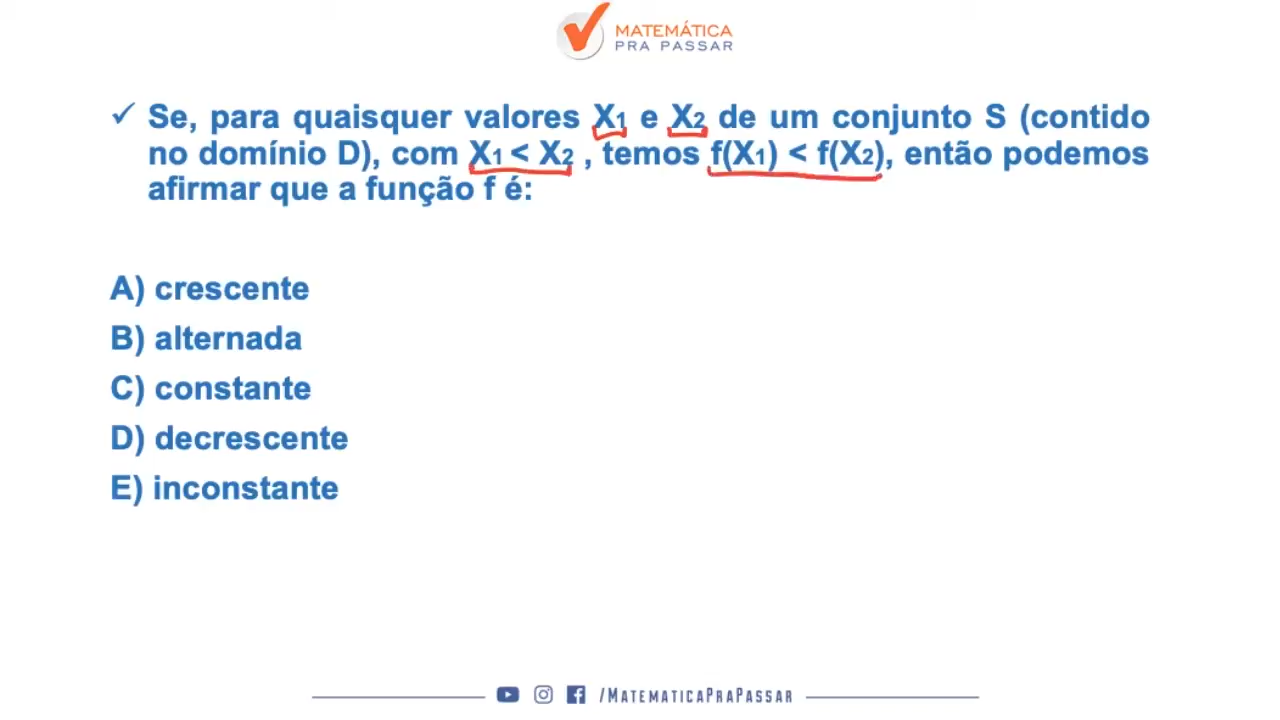 MATEMÁTICA
PRA PASSAR
✓ Se, para quaisquer valores X1 e X2 de um conjunto S (contido
no domínio D), com X1 < X2 , temos f(X1) < f(X2), então podemos
afirmar que a função f é:
A) crescente
B) alternada
C) constante
D) decrescente
E) inconstante
/MATEMATICAPRAPASSAR